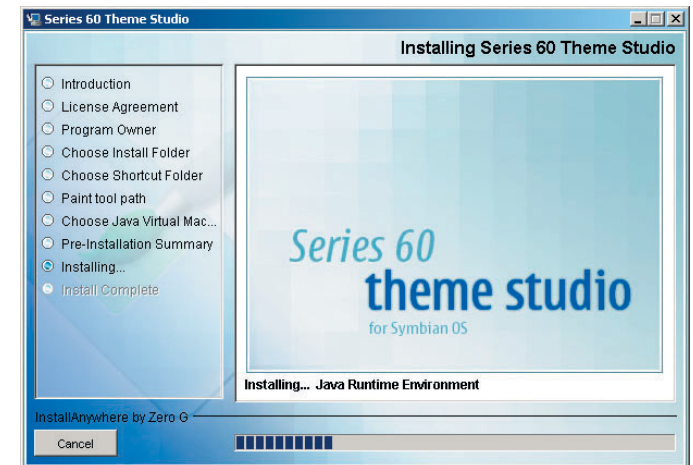 Series 60 Theme Studio
Installing Series 60 Theme Studio
Introduction
License Agreement
Program Owner
Choose Install Folder
Choose Shortcut Folder
Paint tool path
Choose Java Virtual Mac...
Pre-Installation Summary
Installing...
Install Complete
Series 60
theme studio
for Symbian OS
Installing... Java Runtime Environment
InstallAnywhere by Zero G
Cancel